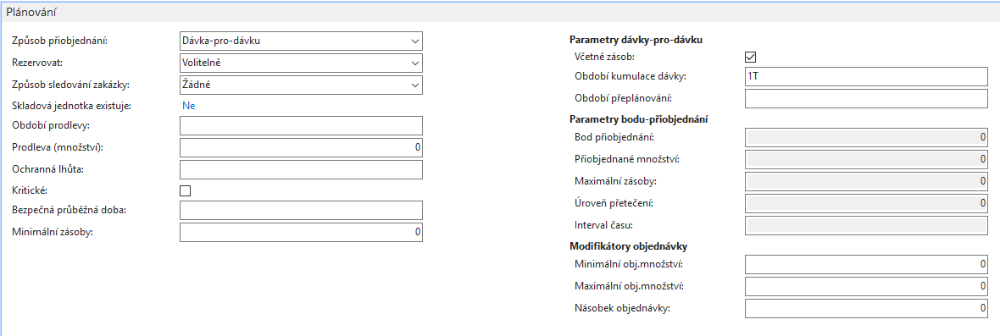 Plánování
Způsob přiobjednání: Dávka-pro-dávku
Rezervovat: Volitelně
Způsob sledování zakázky: Žádné
Skladová jednotka existuje: Ne
Období prodlevy:
Prodleva (množství): 0
Ochranná lhůta:
Kritické:
Bezpečná průběžná doba:
Minimální zásoby: 0
Parametry dávky-pro-dávku
Včetně zásob:
Období kumulace dávky: 1T
Období přeplánování:
Parametry bodu-přiobjednání
Bod přiobjednání: 0
Přiobjednané množství: 0
Maximální zásoby: 0
Úroveň přetečení: 0
Interval času:
Modifikátory objednávky
Minimální obj.množství: 0
Maximální obj.množství: 0
Násobek objednávky: 0